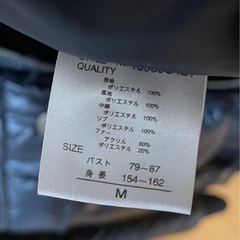 QUALITY
表地
ポリエステル 100%
裏地
ポリエステル 100%
中綿
ポリエステル 100%
リブ
ポリエステル 100%
ファー
アクリル 80%
ポリエステル 20%
SIZE
バスト 79~87
身長 154~162
M